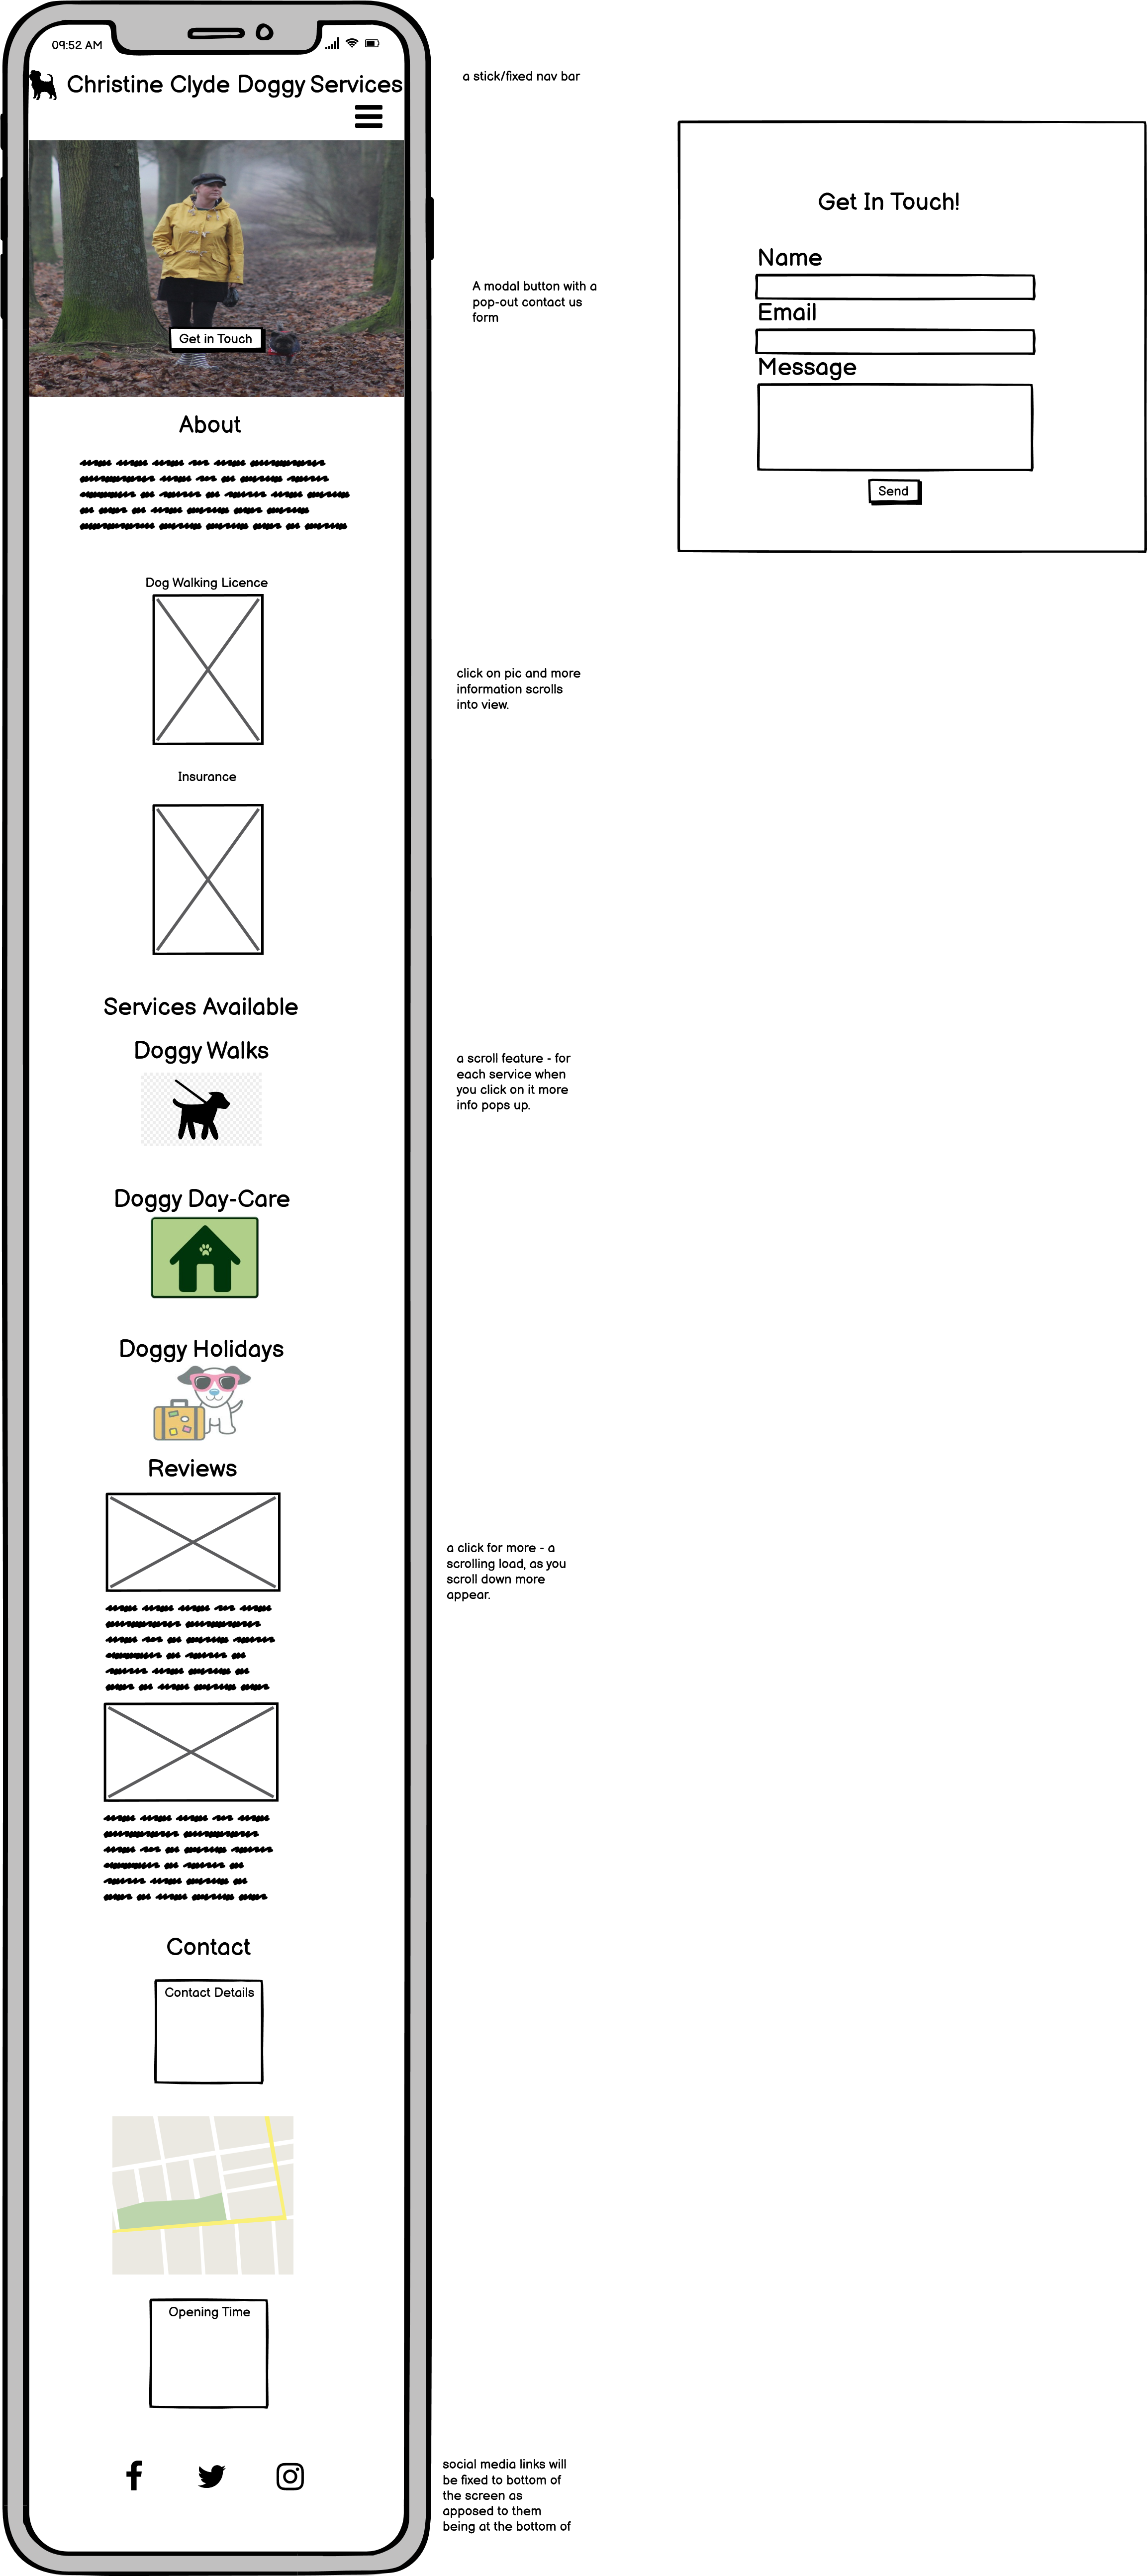 09:52 AM
Christine Clyde Doggy Services
a stick/fixed nav bar
Get In Touch!
Name
Email
Message
Send
A modal button with a
pop-out contact us
form
Get in Touch
About
Dog Walking Licence
click on pic and more
information scrolls
into view.
Insurance
Services Available
Doggy Walks
a scroll feature - for
each service when
you click on it more
info pops up.
Doggy Day-Care
Doggy Holidays
Reviews
a click for more - a
scrolling load, as you
scroll down more
appear.
Contact
Contact Details
Opening Time
social media links will
be fixed to bottom of
the screen as
apposed to them
being at the bottom of